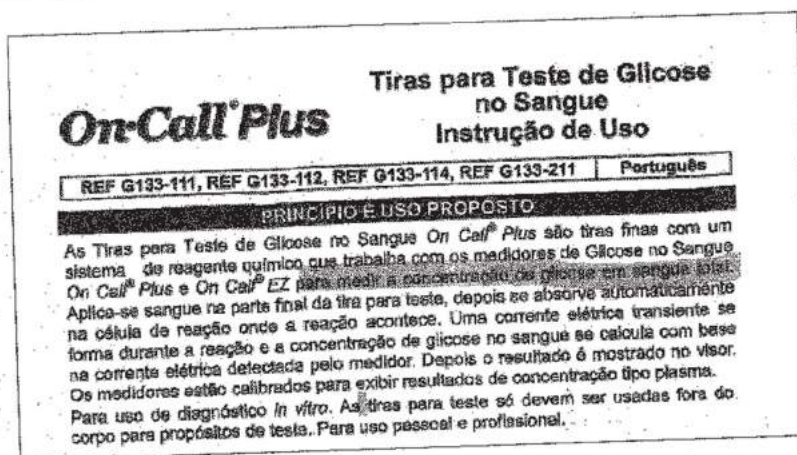 On·Call® Plus
Tiras para Teste de Glicose
no Sangue
Instrução de Uso
REF G133-111, REF G133-112, REF G133-114, REF G133-211
Português
PRINCÍPIO E USO PROPOSTO
As Tiras para Teste de Glicose no Sangue On Call® Plus são tiras finas com um
sistema de reagente químico que trabalha com os medidores de Glicose no Sangue
On Call® Plus e On Call® EZ para medir a concentração de glicose em sangue total.
Aplica-se sangue na parte final da tira para teste, depois se absorve automaticamente
na célula de reação onde a reação acontece. Uma corrente elétrica transiente se
forma durante a reação e a concentração de glicose no sangue se calcula com base
na corrente elétrica detectada pelo medidor. Depois o resultado é mostrado no visor.
Os medidores estão calibrados para exibir resultados de concentração tipo plasma.
Para uso de diagnóstico in vitro. As tiras para teste só devem ser usadas fora do
corpo para propósitos de teste. Para uso pessoal e profissional.